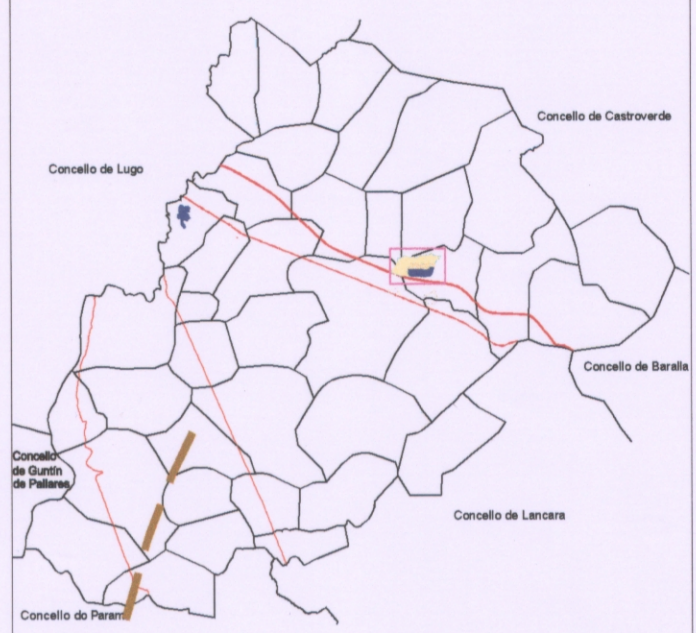 Concello de Castroverde
Concello de Lugo
Concello de Baralla
Concello
de Guntín
de Pallares
Concello de Lancara
Concello do Param